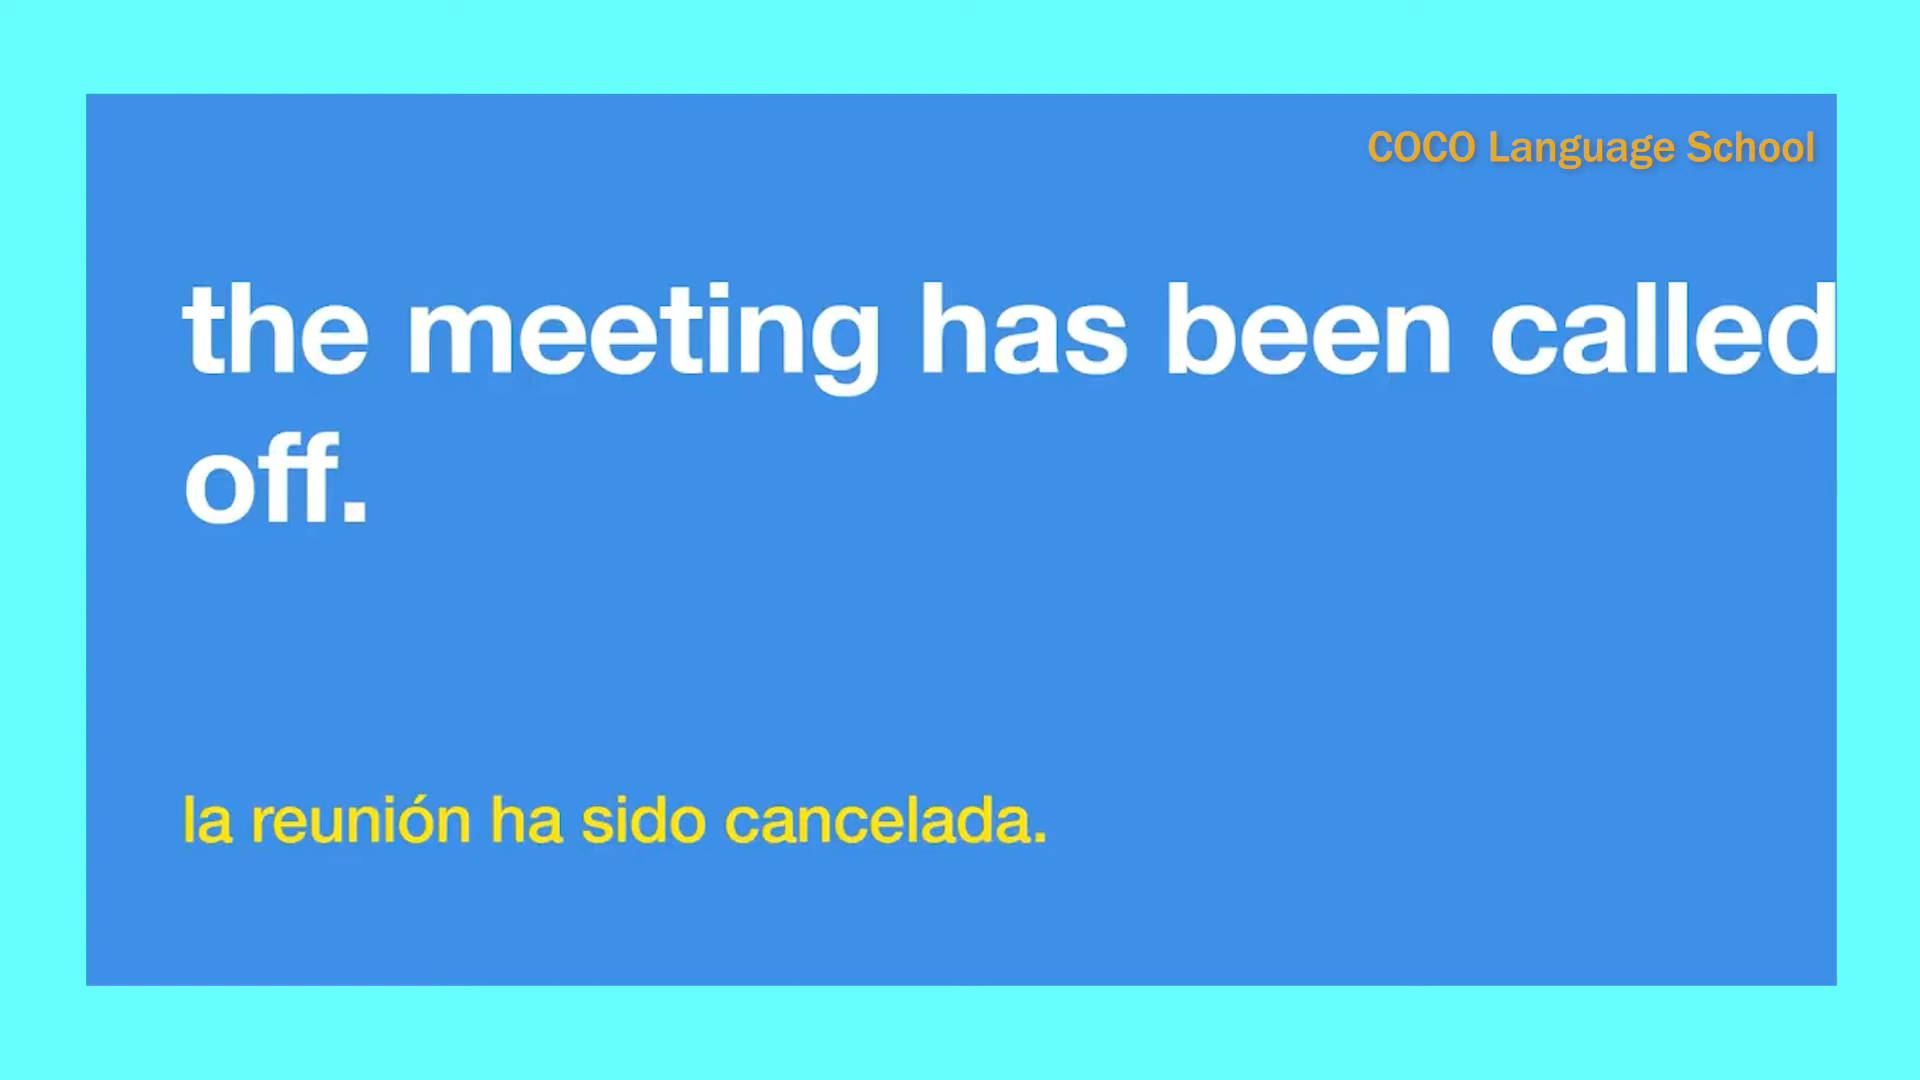 COCO Language School
the meeting has been called
off.
la reunión ha sido cancelada.